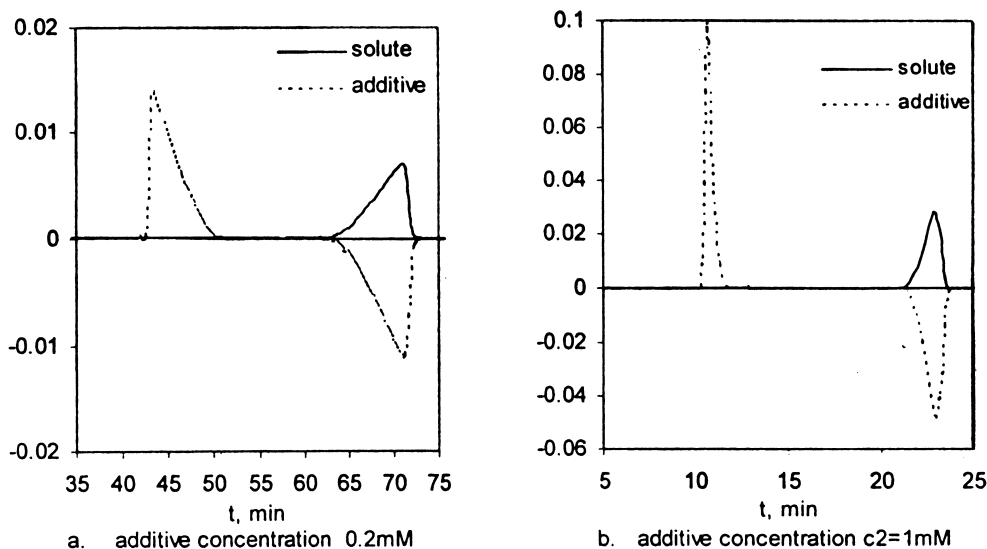 0.02
0.01
0
-0.01
-0.02
35 40 45 50 55 60 65 70 75
t, min
solute
additive
a. additive concentration 0.2mM
0.1
0.08
0.06
0.04
0.02
0
-0.02
-0.04
-0.06
5 10 15 20 25
t, min
solute
additive
b. additive concentration c2=1mM